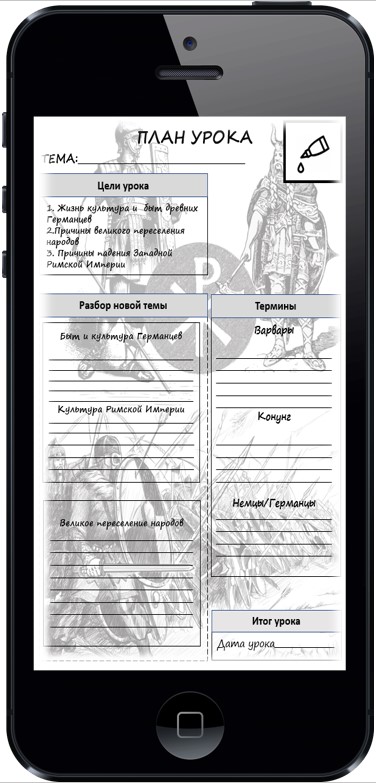 ПЛАН УРОКА
ТЕМА:
Цели урока
1. Жизнь культура и быт древних
Германцев
2.Причины великого переселения
народов
3. Причины падения Западной
Римской Империи
Разбор новой темы
Термины
Быт и культура Германцев
Варвары
Культура Римской Империи
Конунг
Немцы/Германцы
Великое переселение народов
Итог урока
Дата урока